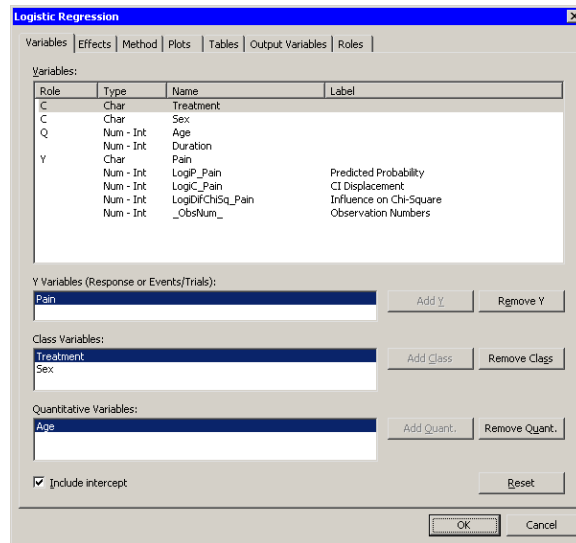 Logistic Regression
Variables Effects Method Plots Tables Output Variables Roles
Variables:
Role Type Name Label
C Char Treatment
C Char Sex
Q Num - Int Age
Num - Int Duration
Y Char Pain
Num - Int LogiP_Pain Predicted Probability
Num - Int LogiC_Pain CI Displacement
Num - Int LogiDifChiSq_Pain Influence on Chi-Square
Num - Int _ObsNum_ Observation Numbers
Y Variables (Response or Events/Trials):
Pain Add Y Remove Y
Class Variables:
Treatment Add Class Remove Class
Sex
Quantitative Variables:
Age Add Quant. Remove Quant.
Include intercept Reset
OK Cancel